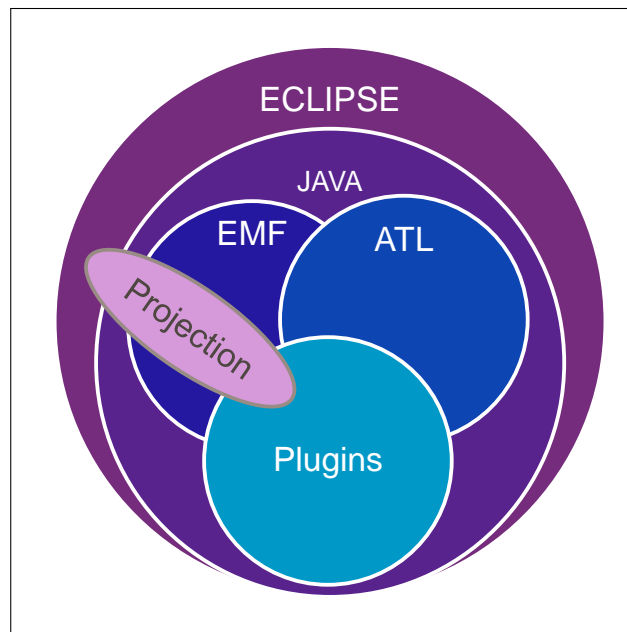 ECLIPSE
JAVA
EMF
ATL
Projection
Plugins